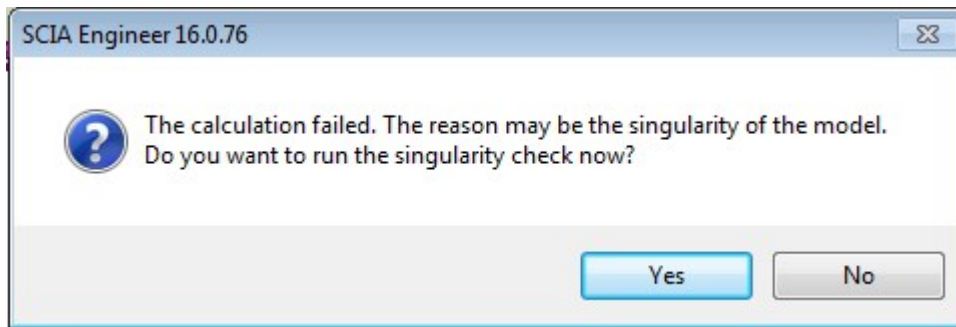 SCIA Engineer 16.0.76
The calculation failed. The reason may be the singularity of the model.
Do you want to run the singularity check now?
Yes
No